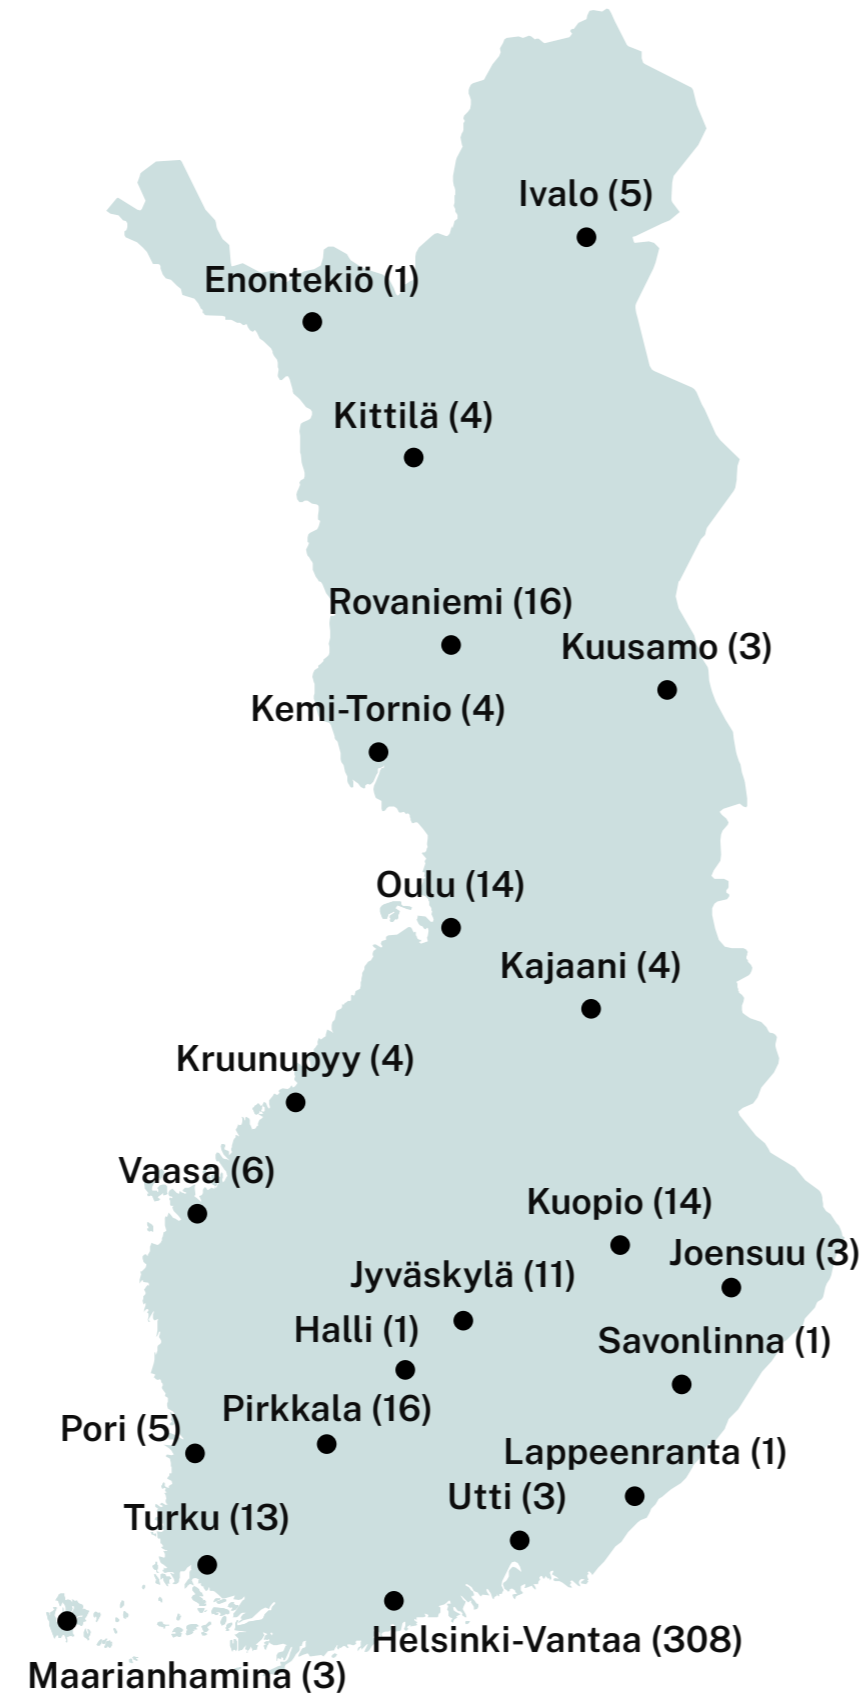 Ivalo (5)
Enontekiö (1)
Kittilä (4)
Rovaniemi (16)
Kuusamo (3)
Kemi-Tornio (4)
Oulu (14)
Kajaani (4)
Kruunupyy (4)
Vaasa (6)
Kuopio (14)
Joensuu (3)
Jyväskylä (11)
Halli (1)
Savonlinna (1)
Pirkkala (16)
Pori (5)
Lappeenranta (1)
Utti (3)
Turku (13)
Helsinki-Vantaa (308)
Maarianhamina (3)